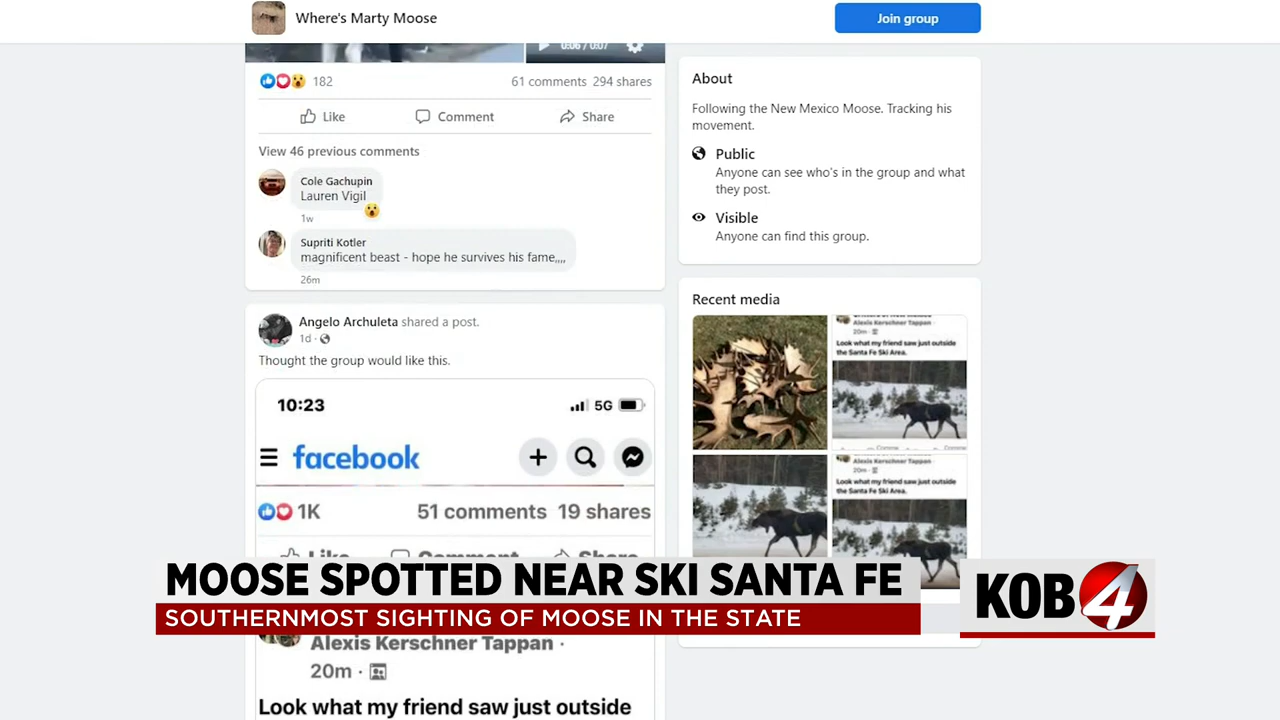 Where's Marty Moose
Join group
0:06 / 0:07
182
61 comments 294 shares
Like
Comment
Share
View 46 previous comments
Cole Gachupin
Lauren Vigil
1w
Supriti Kotler
magnificent beast - hope he survives his fame,,,,
26m
Angelo Archuleta shared a post.
1d ·
Thought the group would like this.
10:23
5G
facebook
1K
51 comments 19 shares
Like
Comment
Share
Alexis Kerschner Tappan ·
20m ·
Look what my friend saw just outside
About
Following the New Mexico Moose. Tracking his
movement.
Public
Anyone can see who's in the group and what
they post.
Visible
Anyone can find this group.
Recent media
Alexis Kerschner Tappan ·
20m ·
Look what my friend saw just outside
the Santa Fe Ski Area.
Alexis Kerschner Tappan ·
20m ·
Look what my friend saw just outside
the Santa Fe Ski Area.
MOOSE SPOTTED NEAR SKI SANTA FE
SOUTHERNMOST SIGHTING OF MOOSE IN THE STATE
KOB 4